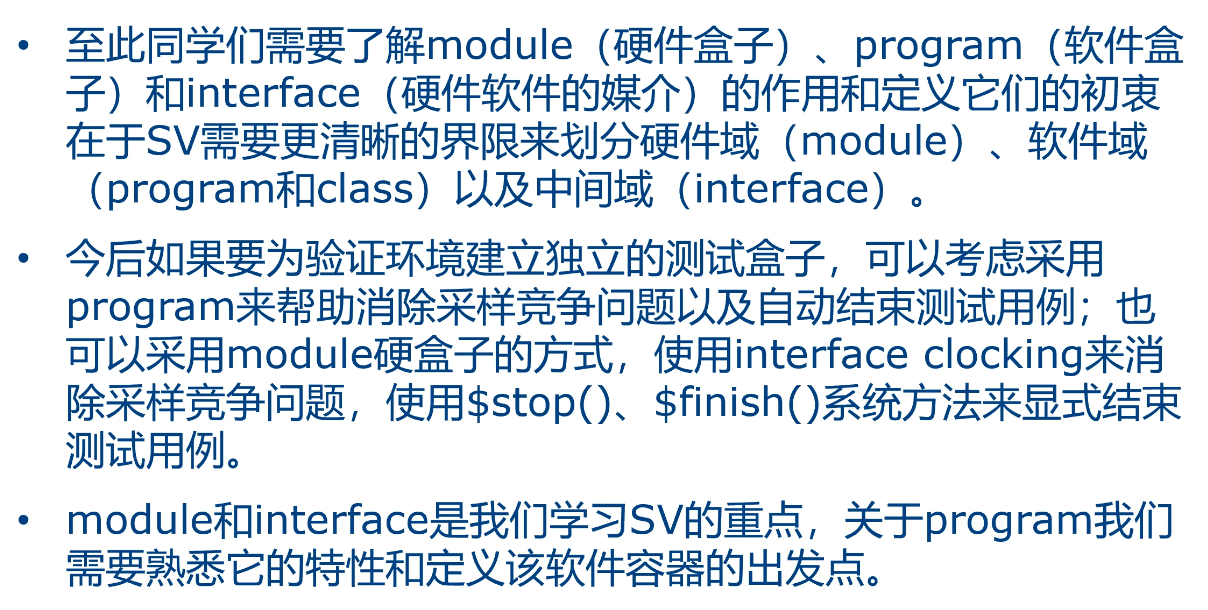 • 至此同学们需要了解module（硬件盒子）、program（软件盒
子）和interface（硬件软件的媒介）的作用和定义它们的初衷
在于SV需要更清晰的界限来划分硬件域（module）、软件域
（program和class）以及中间域（interface）。
• 今后如果要为验证环境建立独立的测试盒子，可以考虑采用
program来帮助消除采样竞争问题以及自动结束测试用例；也
可以采用module硬盒子的方式，使用interface clocking来消
除采样竞争问题，使用$stop()、$finish()系统方法来显式结束
测试用例。
• module和interface是我们学习SV的重点，关于program我们
需要熟悉它的特性和定义该软件容器的出发点。